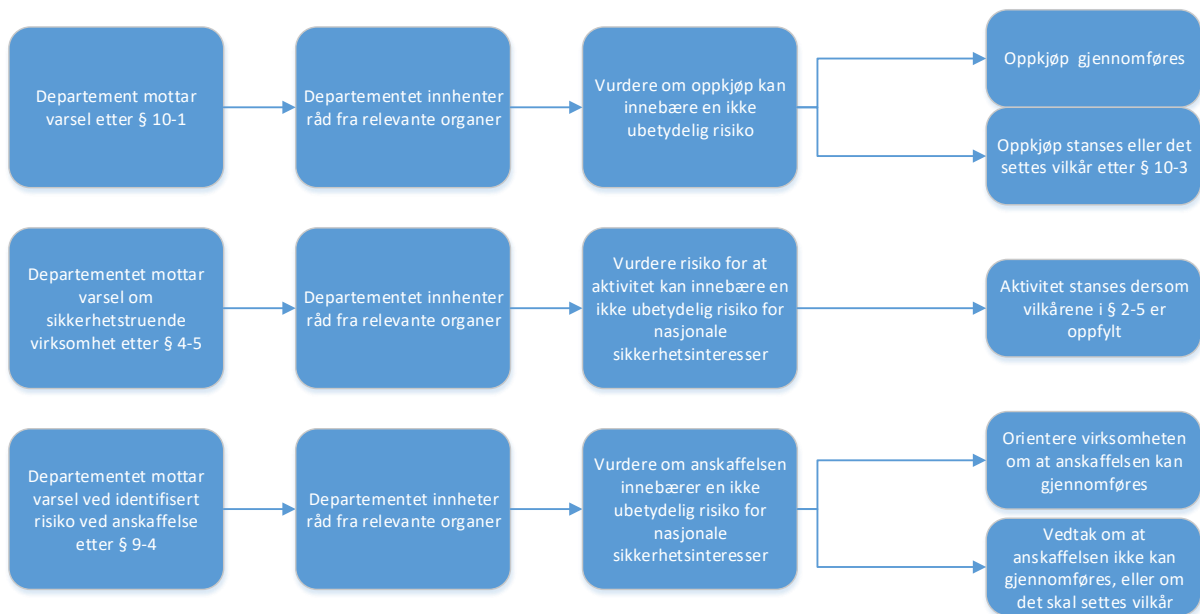 Departement mottar
varsel etter § 10-1
Departementet innhenter
råd fra relevante organer
Vurdere om oppkjøp kan
innebære en ikke
ubetydelig risiko
Oppkjøp  gjennomføres
Oppkjøp stanses eller det
settes vilkår etter § 10-3
Departementet mottar
varsel om
sikkerhetstruende
virksomhet etter § 4-5
Departementet innhenter
råd fra relevante organer
Vurdere risiko for at
aktivitet kan innebære en
ikke ubetydelig risiko for
nasjonale
sikkerhetsinteresser
Aktivitet stanses dersom
vilkårene i § 2-5 er
oppfylt
Departementet mottar
varsel ved identifisert
risiko ved anskaffelse
etter § 9-4
Departementet innheter
råd fra relevante organer
Vurdere om anskaffelsen
innebærer en ikke
ubetydelig risiko for
nasjonale
sikkerhetsinteresser
Orientere virksomheten
om at anskaffelsen kan
gjennomføres
Vedtak om at
anskaffelsen ikke kan
gjennomføres, eller om
det skal settes vilkår